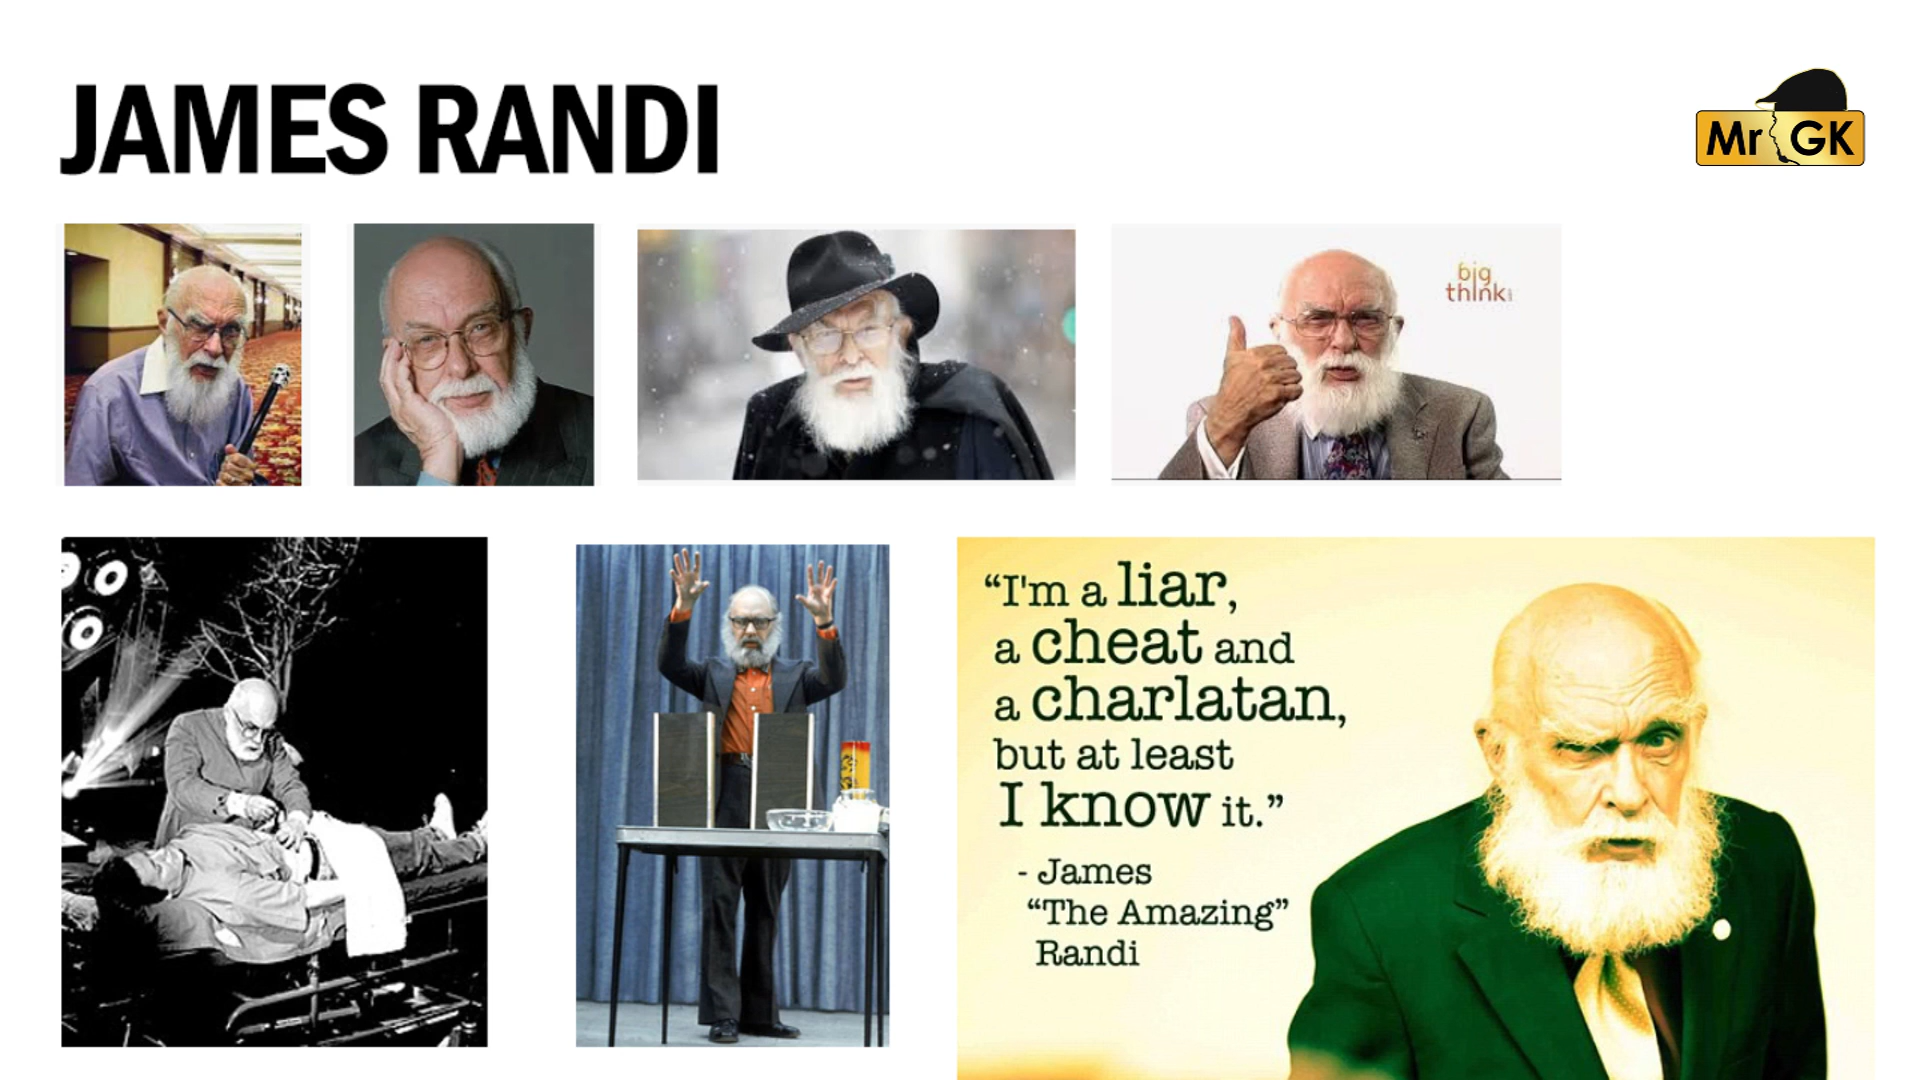 JAMES RANDI
Mr GK
big
think
“I'm a liar,
a cheat and
a charlatan,
but at least
I know it.”
- James
“The Amazing”
Randi